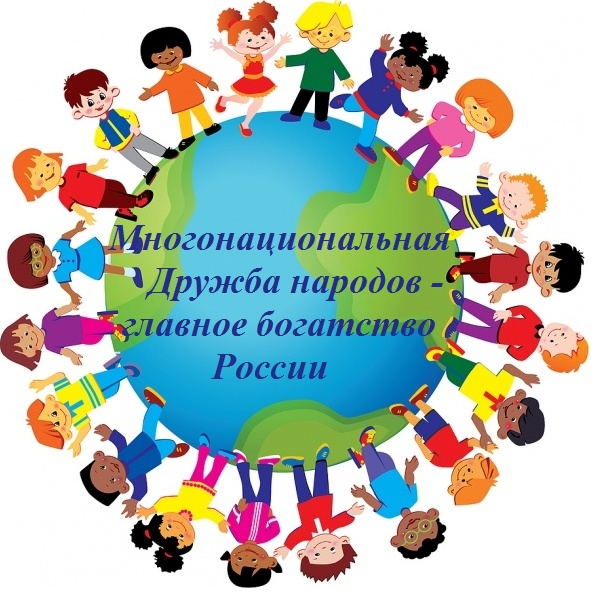 Многонациональная
Дружба народов -
главное богатство
России